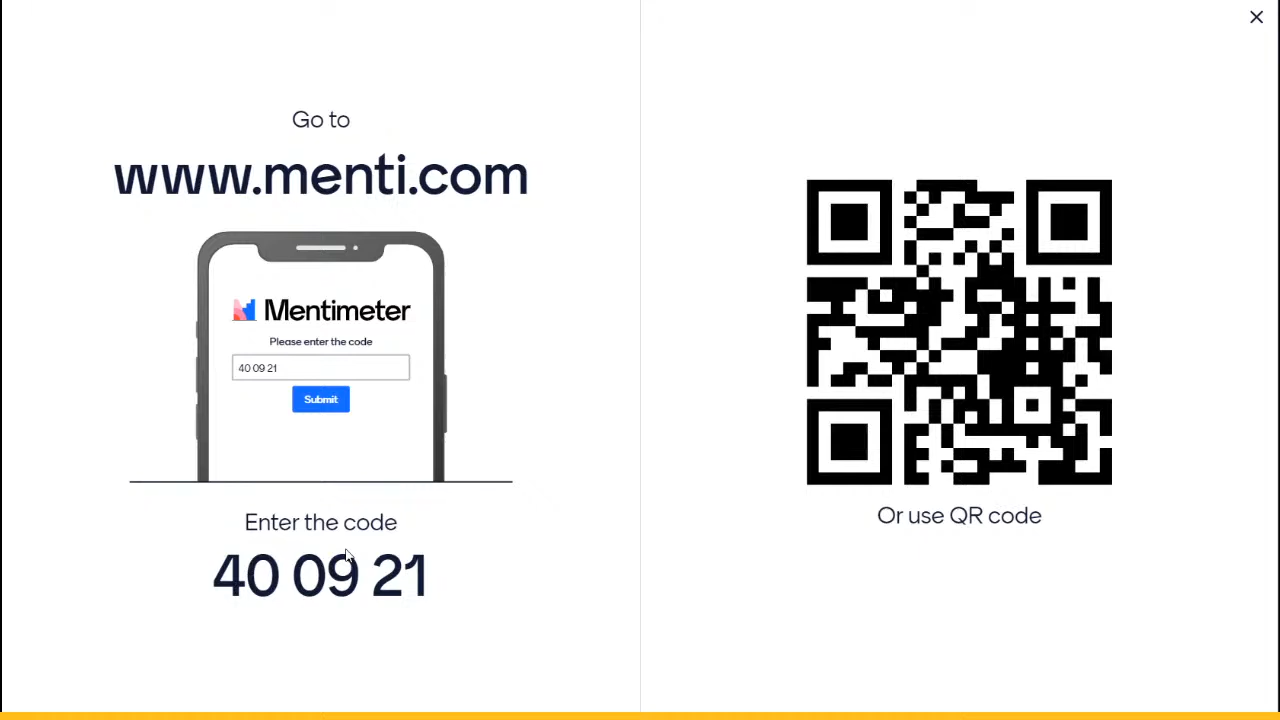 Go to
www.menti.com
Mentimeter
Please enter the code
40 09 21
Submit
Enter the code
40 09 21
Or use QR code